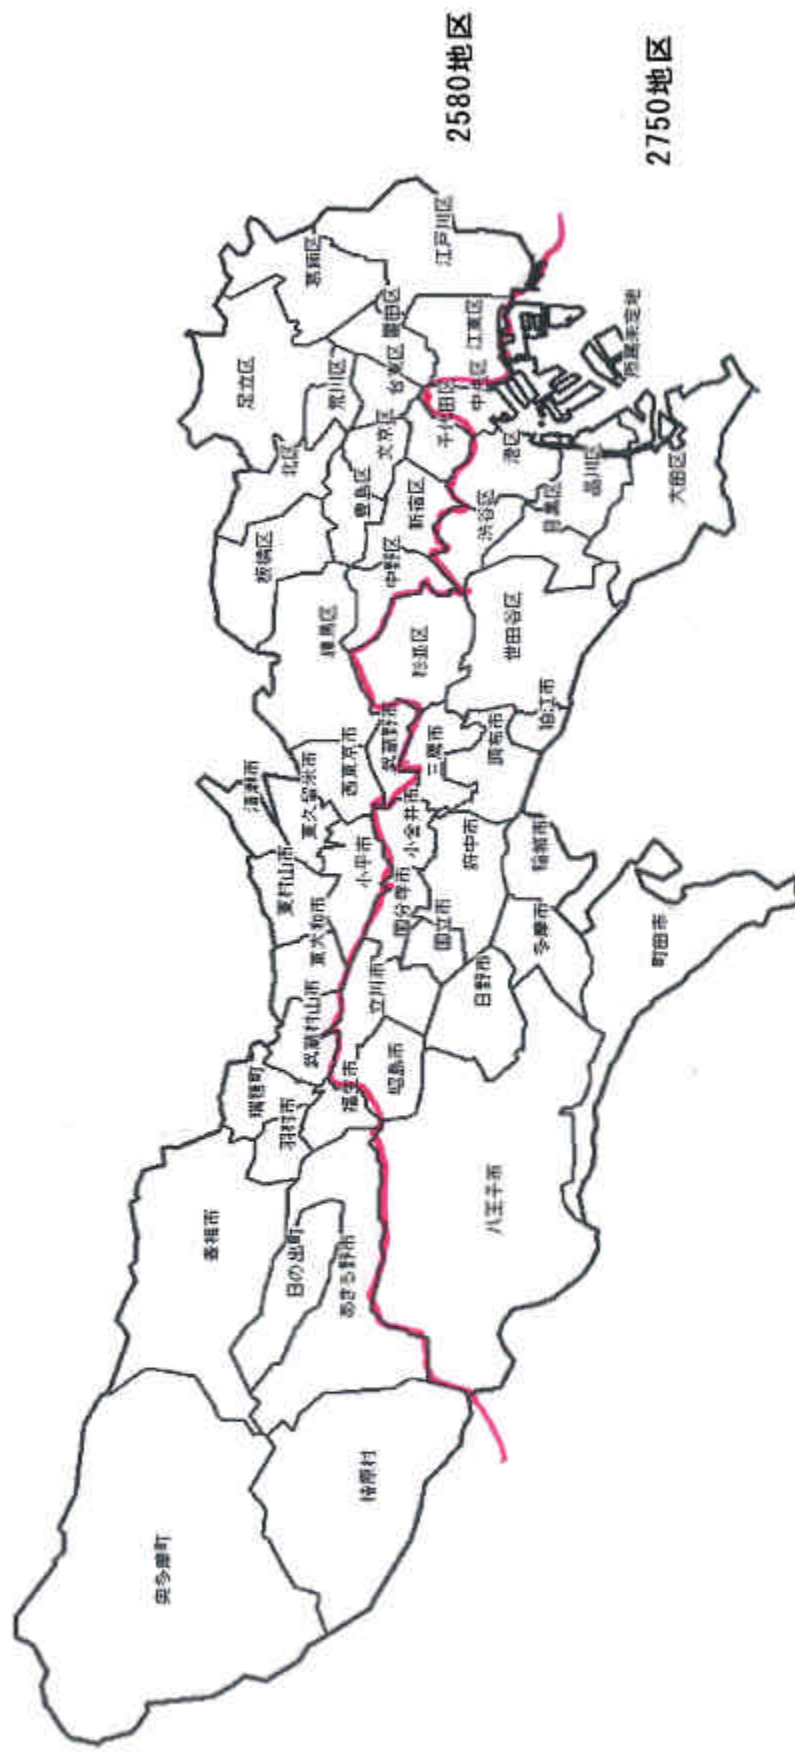 2580地区
2750地区
奥多摩町
檜原村
青梅市
日の出町
あきる野市
瑞穂町
羽村市
福生市
武蔵村山市
昭島市
八王子市
東大和市
立川市
日野市
東村山市
小平市
国分寺市
国立市
多摩市
町田市
清瀬市
東久留米市
西東京市
小金井市
府中市
稲城市
武蔵野市
三鷹市
調布市
狛江市
練馬区
杉並区
世田谷区
板橋区
中野区
北区
豊島区
新宿区
渋谷区
目黒区
足立区
荒川区
文京区
千代田区
港区
品川区
大田区
葛飾区
台東区
墨田区
中央区
江東区
江戸川区
所属未定地